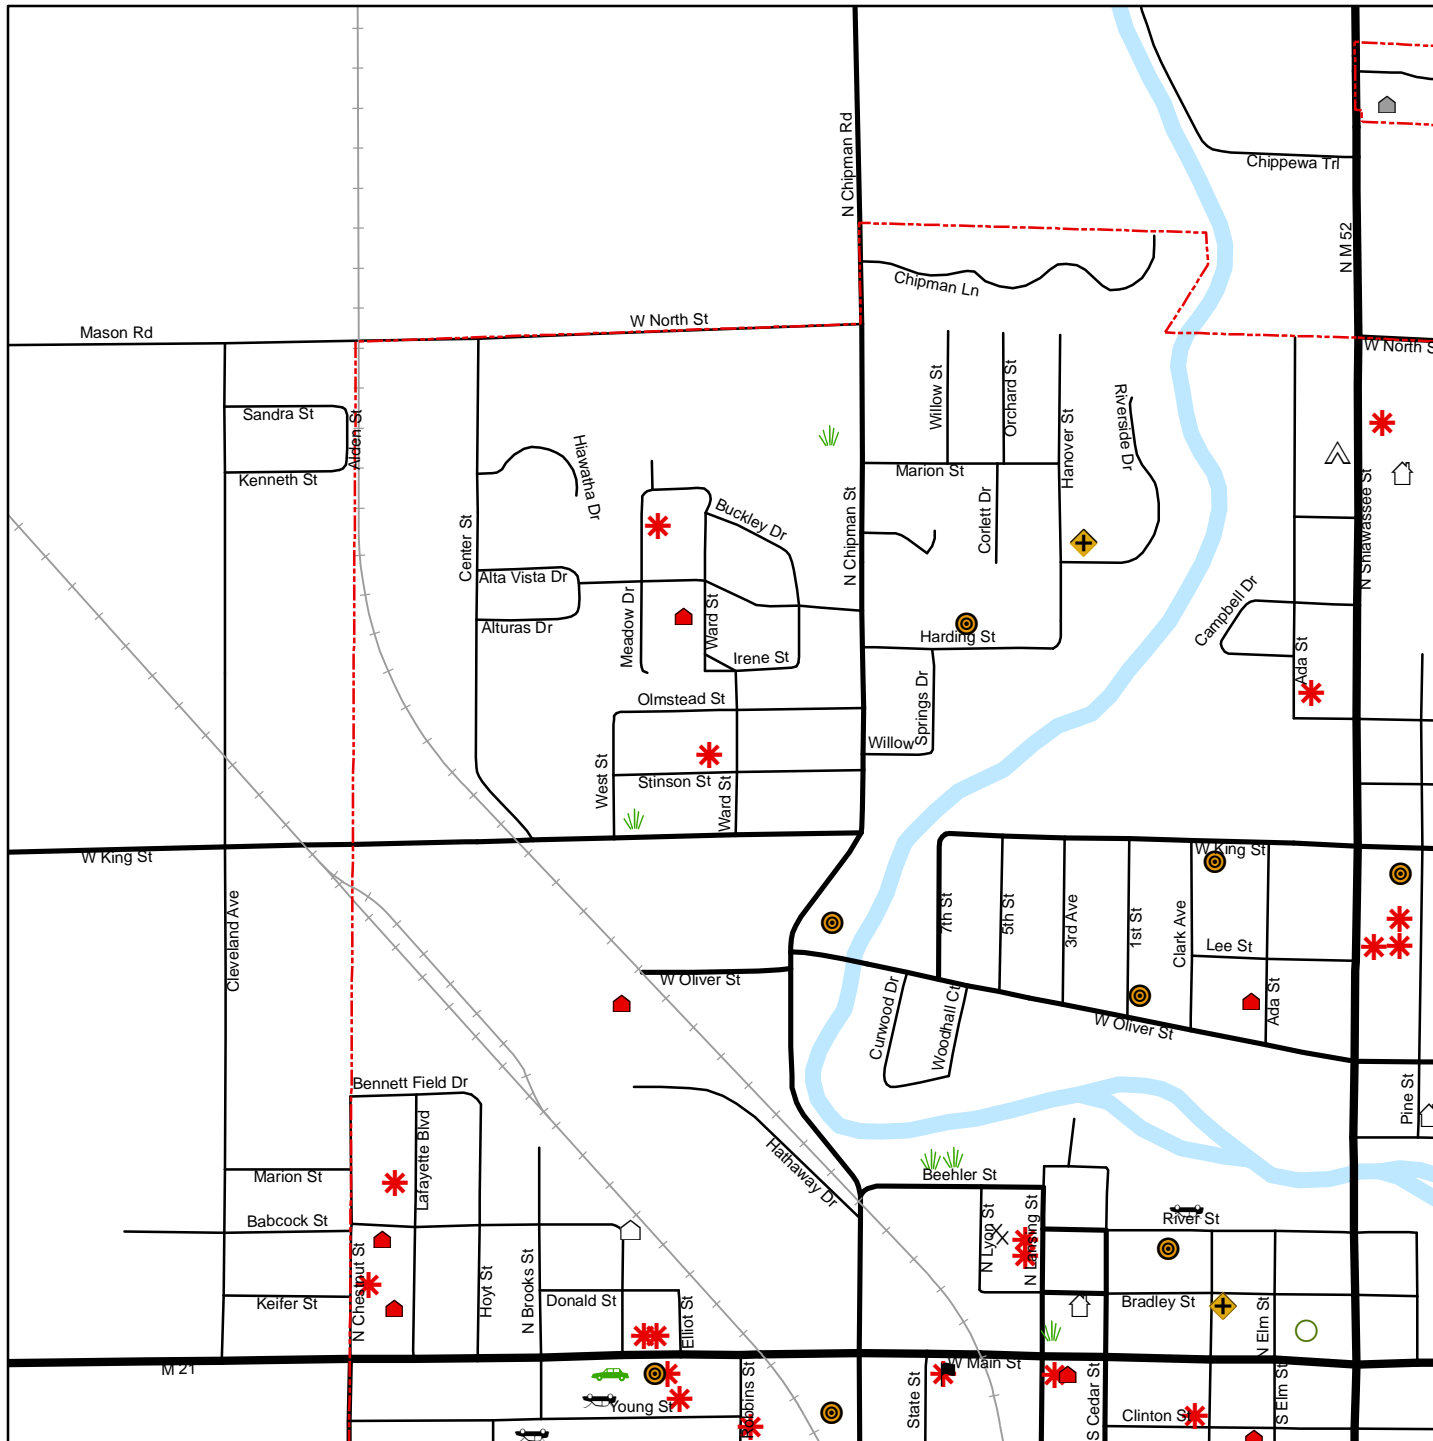 N Chipman Rd
Chippewa Trl
N M 52
Chipman Ln
Mason Rd
W North St
W North S
Sandra St
Alden St
Kenneth St
Hiawatha Dr
Willow St
Orchard St
Hanover St
Riverside Dr
Marion St
Buckley Dr
N Chipman St
Corlett Dr
N Shiawassee St
Center St
Alta Vista Dr
Alturas Dr
Meadow Dr
Ward St
Irene St
Harding St
Campbell Dr
Ada St
Olmstead St
Willow
Springs Dr
West St
Stinson St
Ward St
W King St
W King St
Cleveland Ave
7th St
5th St
3rd Ave
1st St
Clark Ave
Lee St
Ada St
W Oliver St
Curwood Dr
Woodhall Ct
W Oliver St
Bennett Field Dr
Lafayette Blvd
Pine St
Hathaway Dr
Marion St
Beehler St
Babcock St
River St
N Lyon St
N Lansing St
N Chestnut St
Hoyt St
N Brooks St
Keifer St
Donald St
Elliot St
Bradley St
N Elm St
M 21
W Main St
Robbins St
State St
S Cedar St
S Elm St
Young St
Clinton St